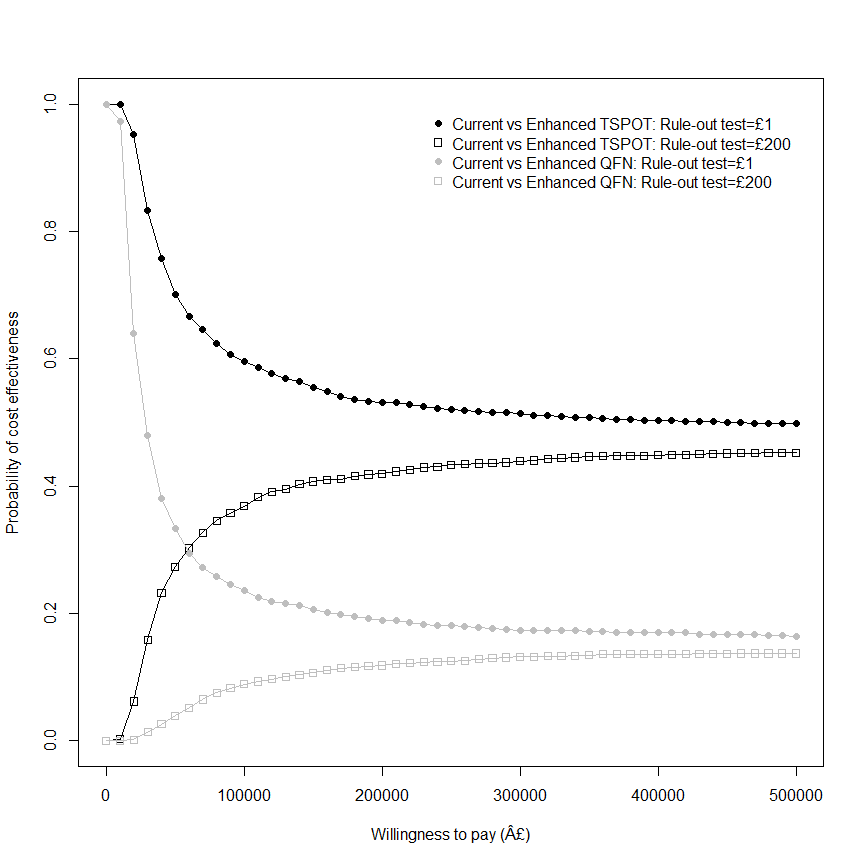 Current vs Enhanced TSPOT: Rule-out test=£1
Current vs Enhanced TSPOT: Rule-out test=£200
Current vs Enhanced QFN: Rule-out test=£1
Current vs Enhanced QFN: Rule-out test=£200
Probability of cost effectiveness
1.0
0.8
0.6
0.4
0.2
0.0
0 100000 200000 300000 400000 500000
Willingness to pay (Â£)